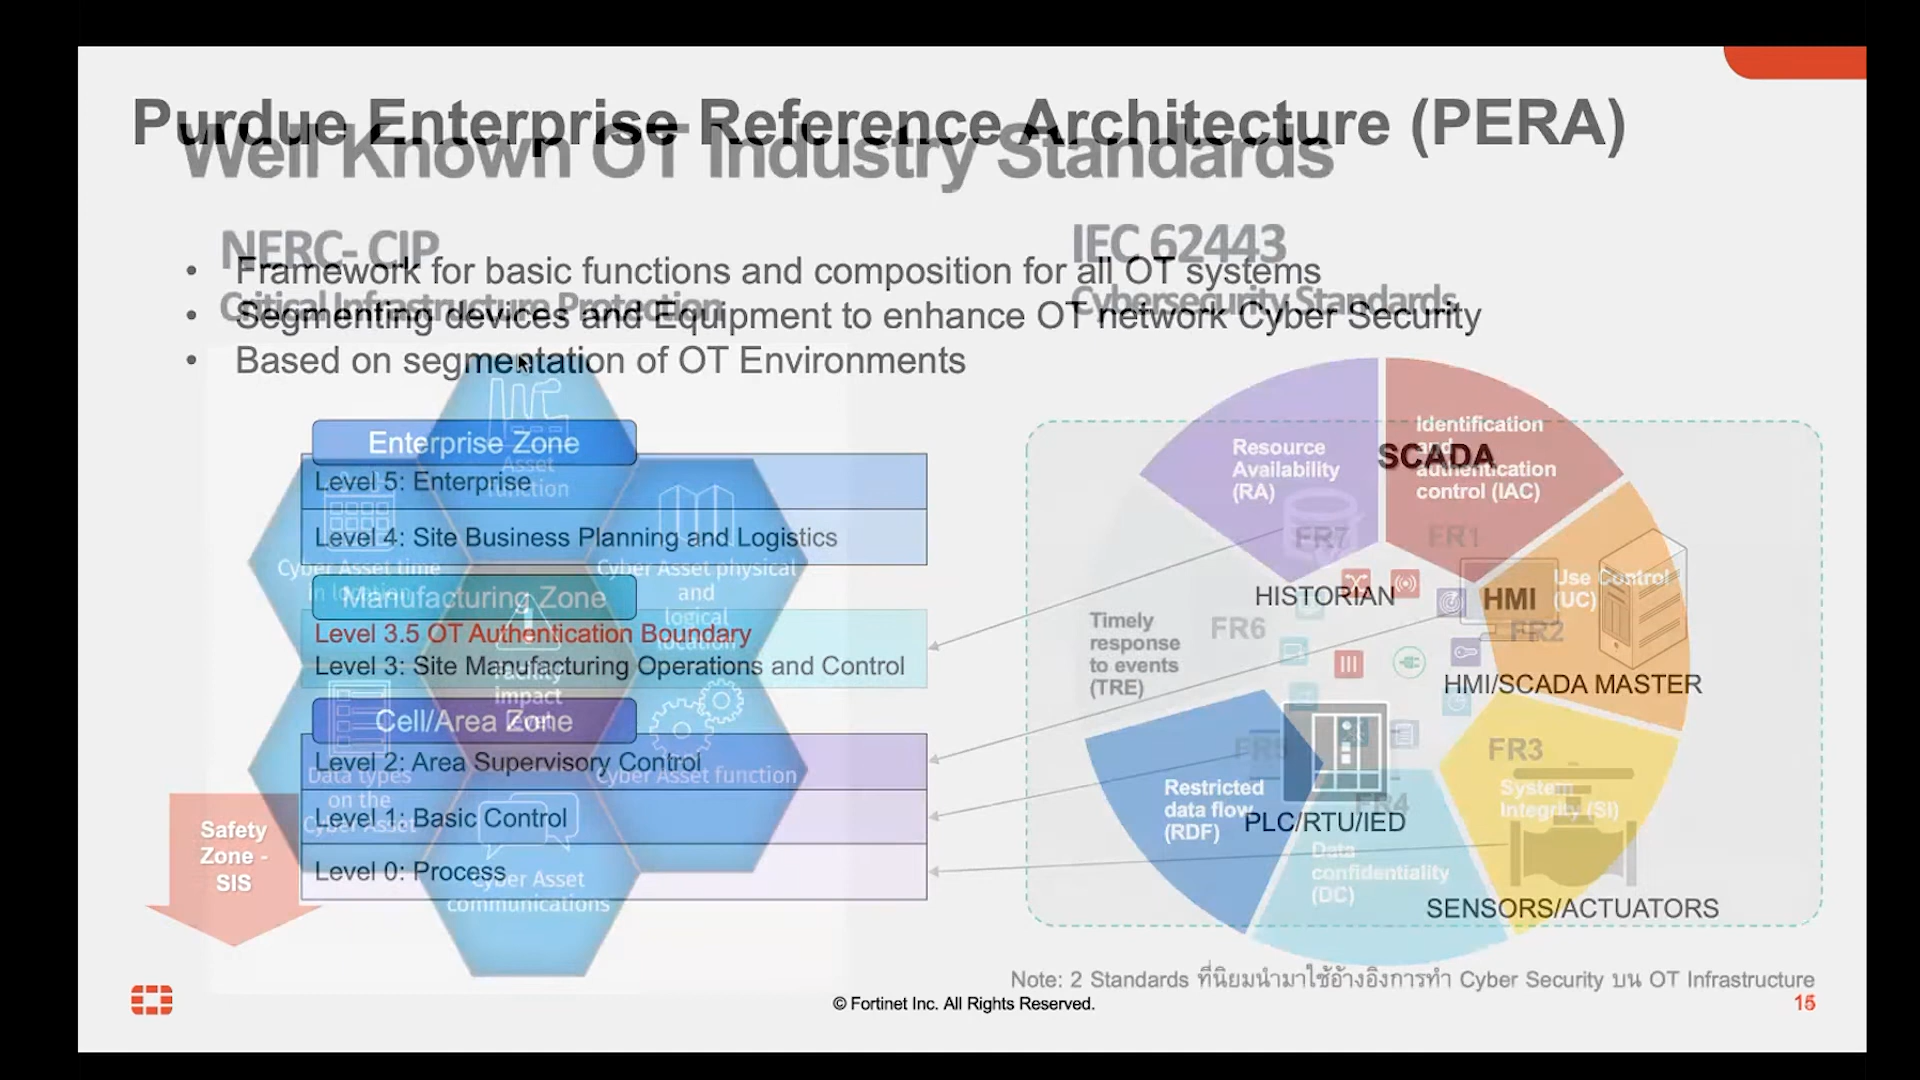 Purdue Enterprise Reference Architecture (PERA)
Well Known OT Industry Standards
NERC- CIP
Critical Infrastructure Protection
IEC 62443
Cybersecurity Standards
• Framework for basic functions and composition for all OT systems
• Segmenting devices and Equipment to enhance OT network Cyber Security
• Based on segmentation of OT Environments
Enterprise Zone
Level 5: Enterprise
Level 4: Site Business Planning and Logistics
Manufacturing Zone
Level 3.5 OT Authentication Boundary
Level 3: Site Manufacturing Operations and Control
Cell/Area Zone
Level 2: Area Supervisory Control
Level 1: Basic Control
Level 0: Process
Safety
Zone -
SIS
Asset
function
Cyber Asset time
in location
Cyber Asset physical
and
logical
location
Facility
impact
Data types
on the
Cyber Asset
Cyber Asset function
Cyber Asset
communications
SCADA
HISTORIAN
HMI
HMI/SCADA MASTER
PLC/RTU/IED
SENSORS/ACTUATORS
Identification
and
authentication
control (IAC)
FR1
Use Control
(UC)
FR2
FR3
System
Integrity (SI)
FR4
Data
confidentiality
(DC)
FR5
Restricted
data flow
(RDF)
FR6
Timely
response
to events
(TRE)
FR7
Resource
Availability
(RA)
Note: 2 Standards ที่นิยมนำมาใช้อ้างอิงการทำ Cyber Security บน OT Infrastructure
© Fortinet Inc. All Rights Reserved.